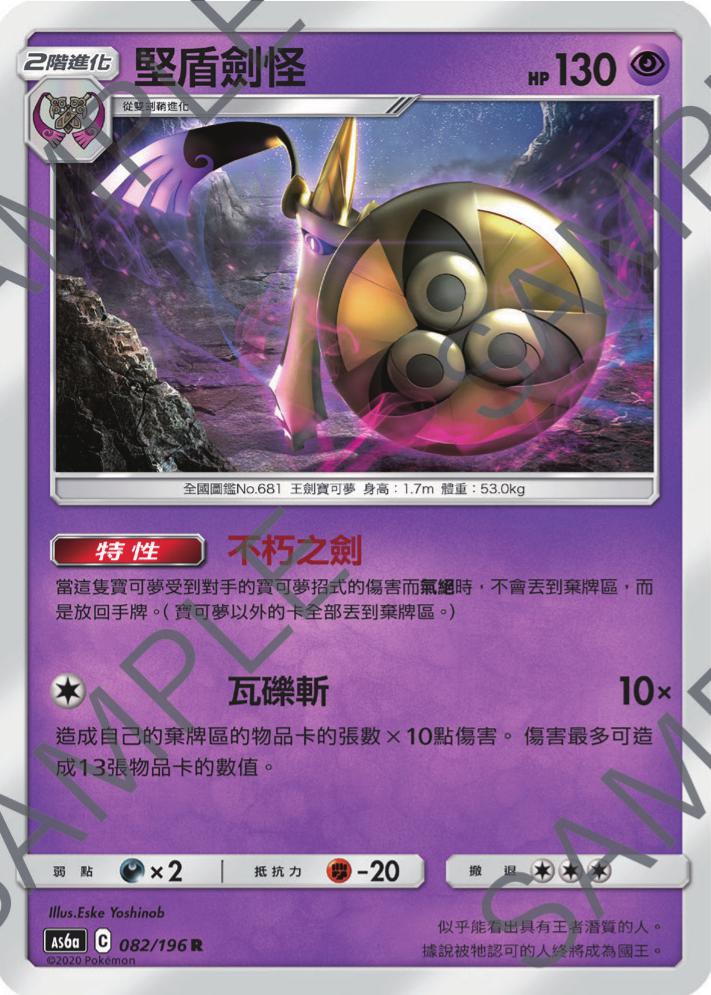 2階進化
堅盾劍怪
HP 130
從雙劍鞘進化
全國圖鑑No.681 王劍寶可夢 身高：1.7m 體重：53.0kg
特性 不朽之劍
當這隻寶可夢受到對手的寶可夢招式的傷害而氣絕時，不會丟到棄牌區，而
是放回手牌。（寶可夢以外的卡全部丟到棄牌區。）
瓦礫斬 10×
造成自己的棄牌區的物品卡的張數×10點傷害。傷害最多可造
成13張物品卡的數值。
弱點 ×2 抵抗力 -20 撤退
Illus.Eske Yoshinob
似乎能看出具有王者潛質的人。
AS6a C 082/196 R
據說被牠認可的人終將成為國王。
©2020 Pokémon
SAMPLE
SAMPLE
SAMPLE
SAMPLE